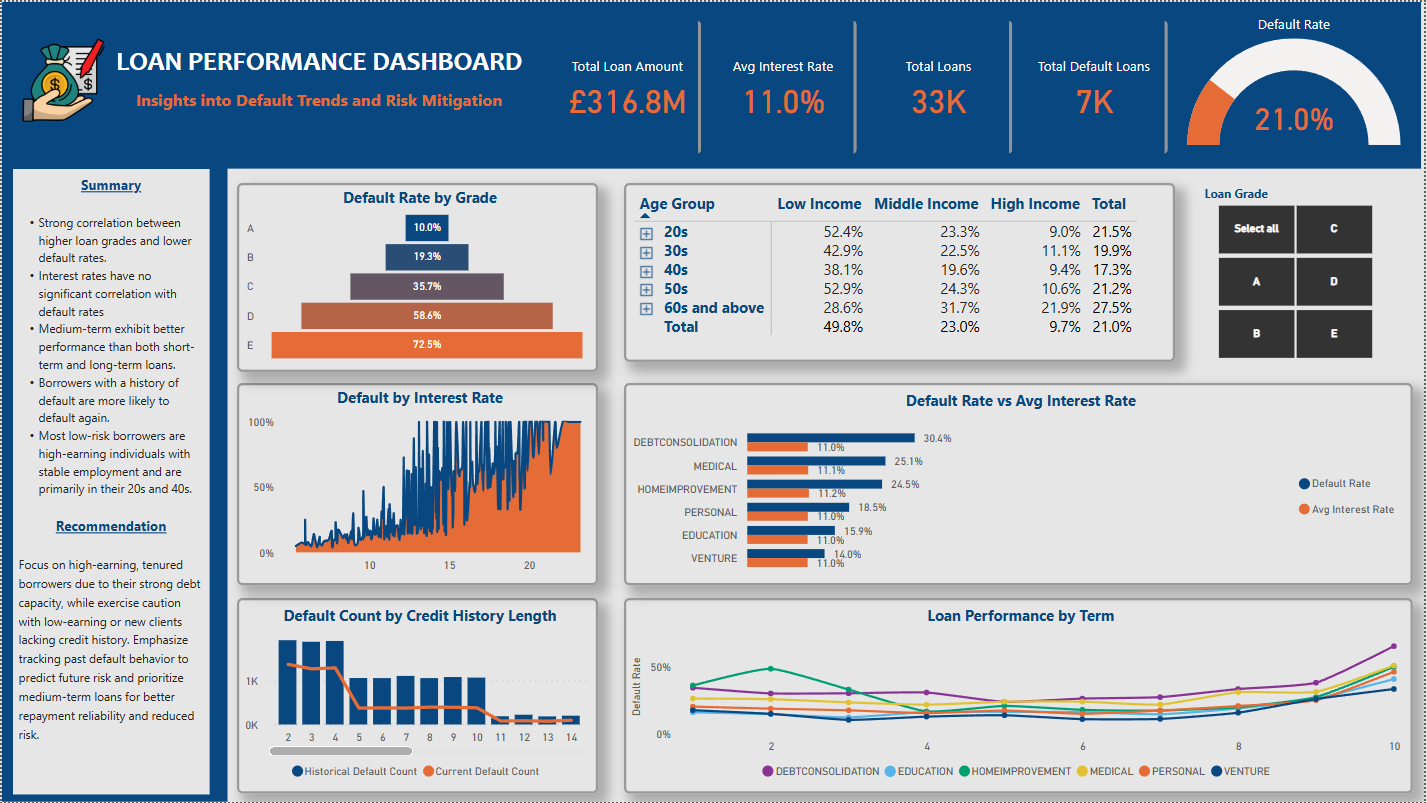 LOAN PERFORMANCE DASHBOARD
Insights into Default Trends and Risk Mitigation
Total Loan Amount
£316.8M
Avg Interest Rate
11.0%
Total Loans
33K
Total Default Loans
7K
Default Rate
21.0%
Summary
• Strong correlation between
higher loan grades and lower
default rates.
• Interest rates have no
significant correlation with
default rates
• Medium-term exhibit better
performance than both short-
term and long-term loans.
• Borrowers with a history of
default are more likely to
default again.
• Most low-risk borrowers are
high-earning individuals with
stable employment and are
primarily in their 20s and 40s.
Recommendation
Focus on high-earning, tenured
borrowers due to their strong debt
capacity, while exercise caution
with low-earning or new clients
lacking credit history. Emphasize
tracking past default behavior to
predict future risk and prioritize
medium-term loans for better
repayment reliability and reduced
risk.
Default Rate by Grade
A 10.0%
B 19.3%
C 35.7%
D 58.6%
E 72.5%
Age Group Low Income Middle Income High Income Total
20s 52.4% 23.3% 9.0% 21.5%
30s 42.9% 22.5% 11.1% 19.9%
40s 38.1% 19.6% 9.4% 17.3%
50s 52.9% 24.3% 10.6% 21.2%
60s and above 28.6% 31.7% 21.9% 27.5%
Total 49.8% 23.0% 9.7% 21.0%
Loan Grade
Select all C
A D
B E
Default by Interest Rate
100%
50%
0%
10 15 20
Default Rate vs Avg Interest Rate
DEBTCONSOLIDATION 30.4%
11.0%
MEDICAL 25.1%
11.1%
HOMEIMPROVEMENT 24.5%
11.2%
PERSONAL 18.5%
11.0%
EDUCATION 15.9%
11.0%
VENTURE 14.0%
11.0%
Default Rate
Avg Interest Rate
Default Count by Credit History Length
1K
0K
2 3 4 5 6 7 8 9 10 11 12 13 14
Historical Default Count Current Default Count
Loan Performance by Term
Default Rate
50%
0%
2 4 6 8 10
DEBTCONSOLIDATION EDUCATION HOMEIMPROVEMENT MEDICAL PERSONAL VENTURE